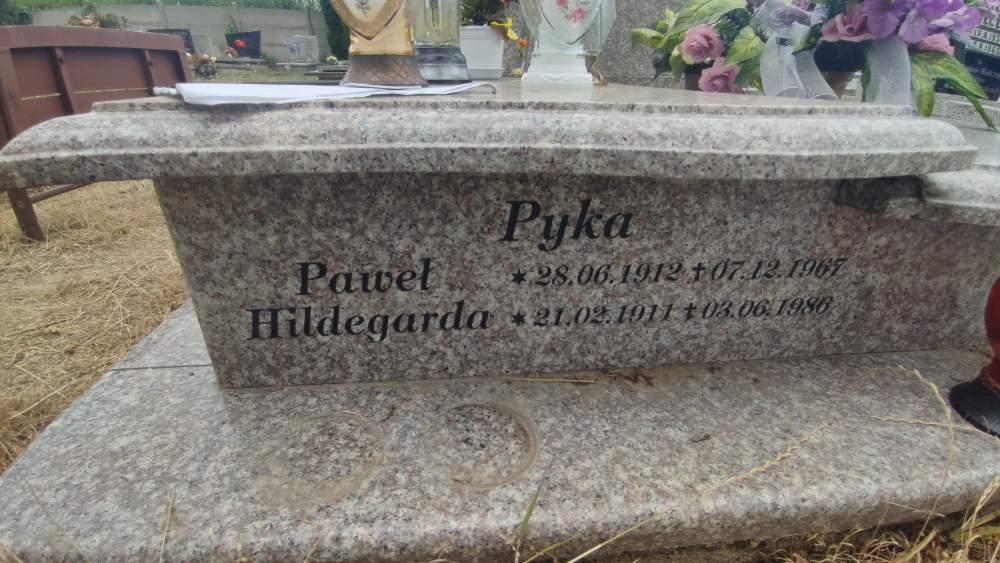 Pyka
Paweł ★28.06.1912 ✝07.12.1967
Hildegarda ★21.02.1911 ✝03.06.1986